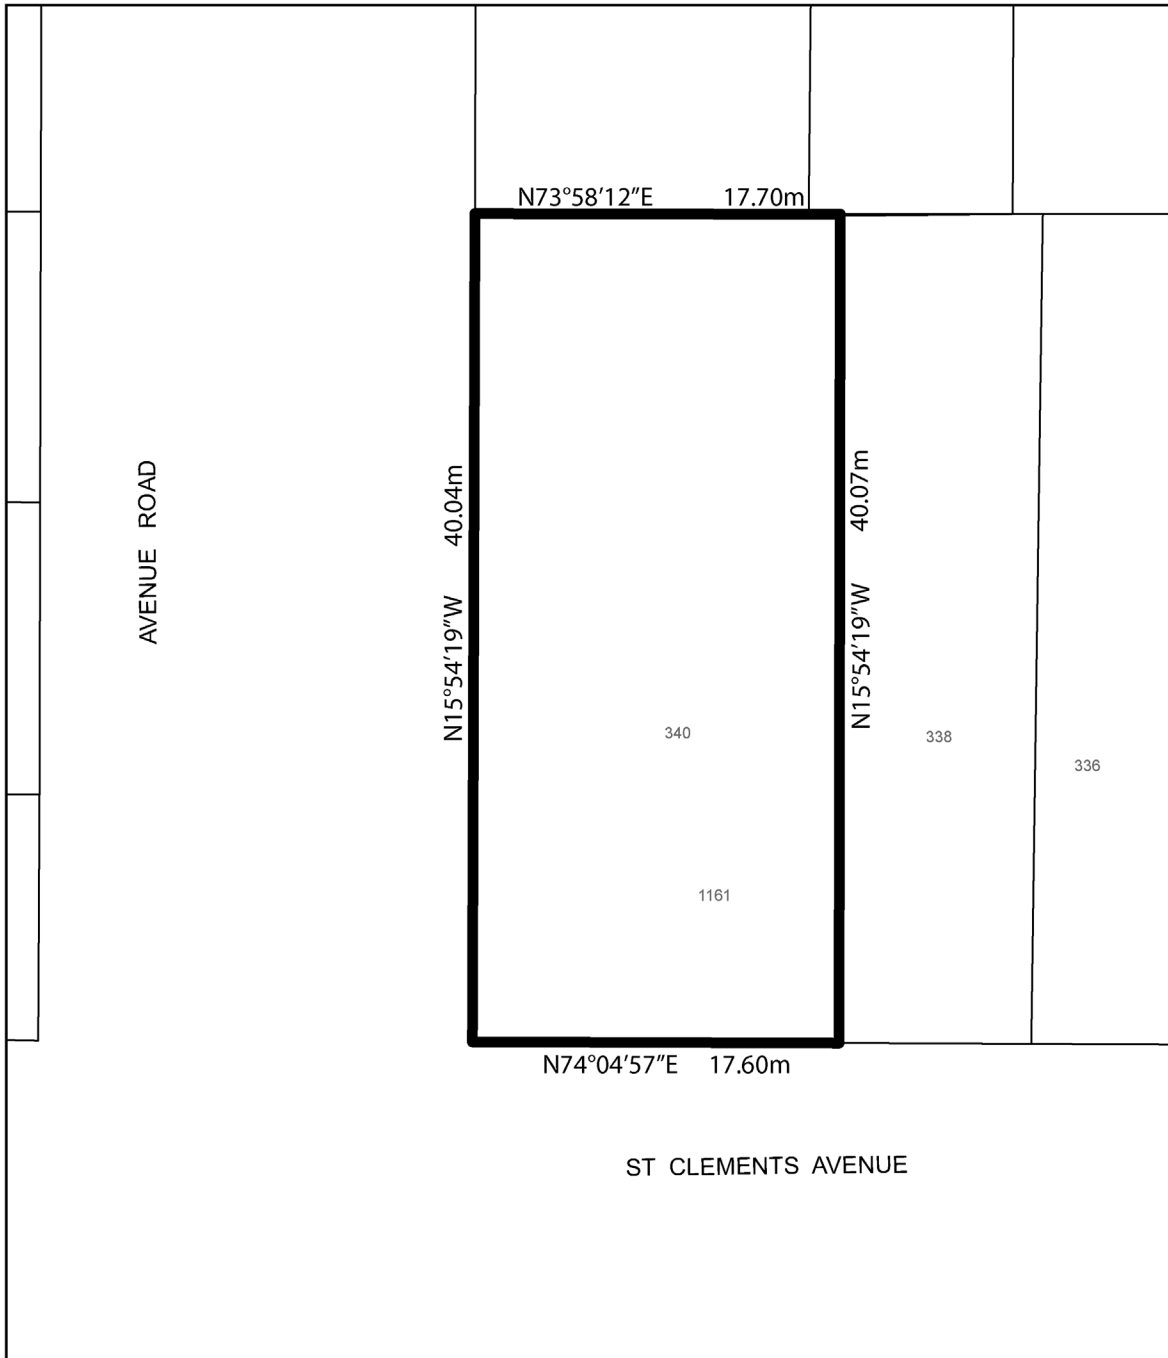 N73°58’12”E 17.70m
AVENUE ROAD
N15°54’19”W 40.04m
N15°54’19”W 40.07m
340
338
336
1161
N74°04’57”E 17.60m
ST CLEMENTS AVENUE